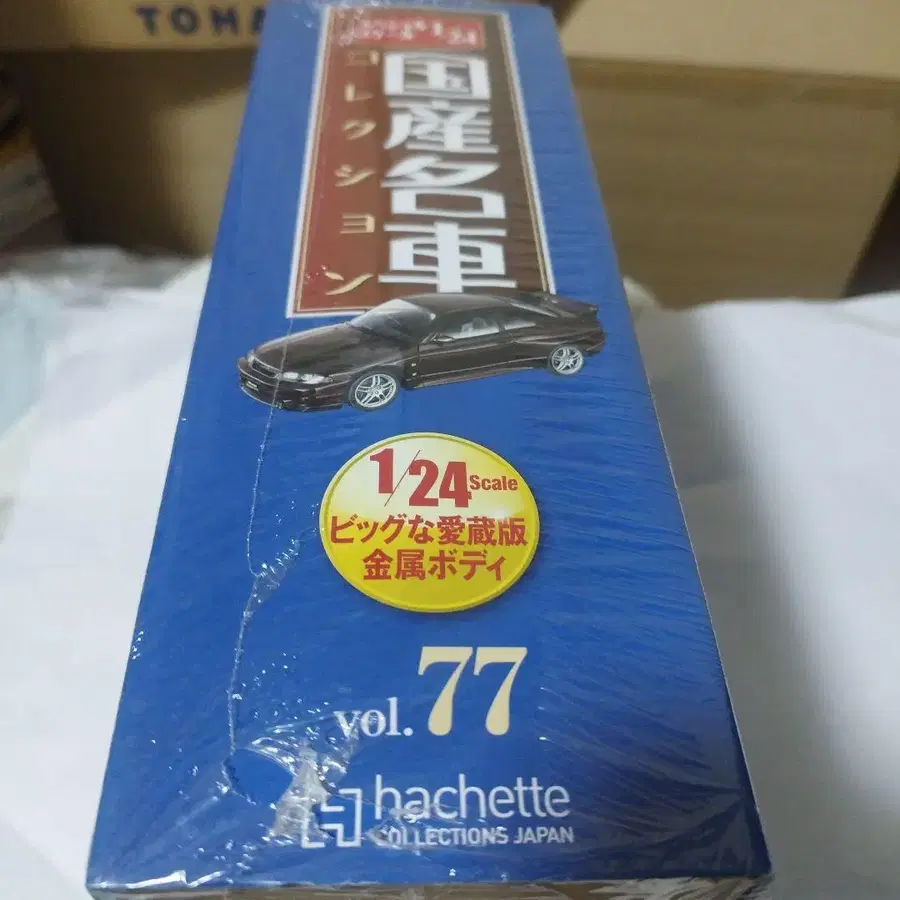 TOMA
国産名車
コレクション
1/24 Scale
ビッグな愛蔵版
金属ボディ
vol. 77
hachette
COLLECTIONS JAPAN